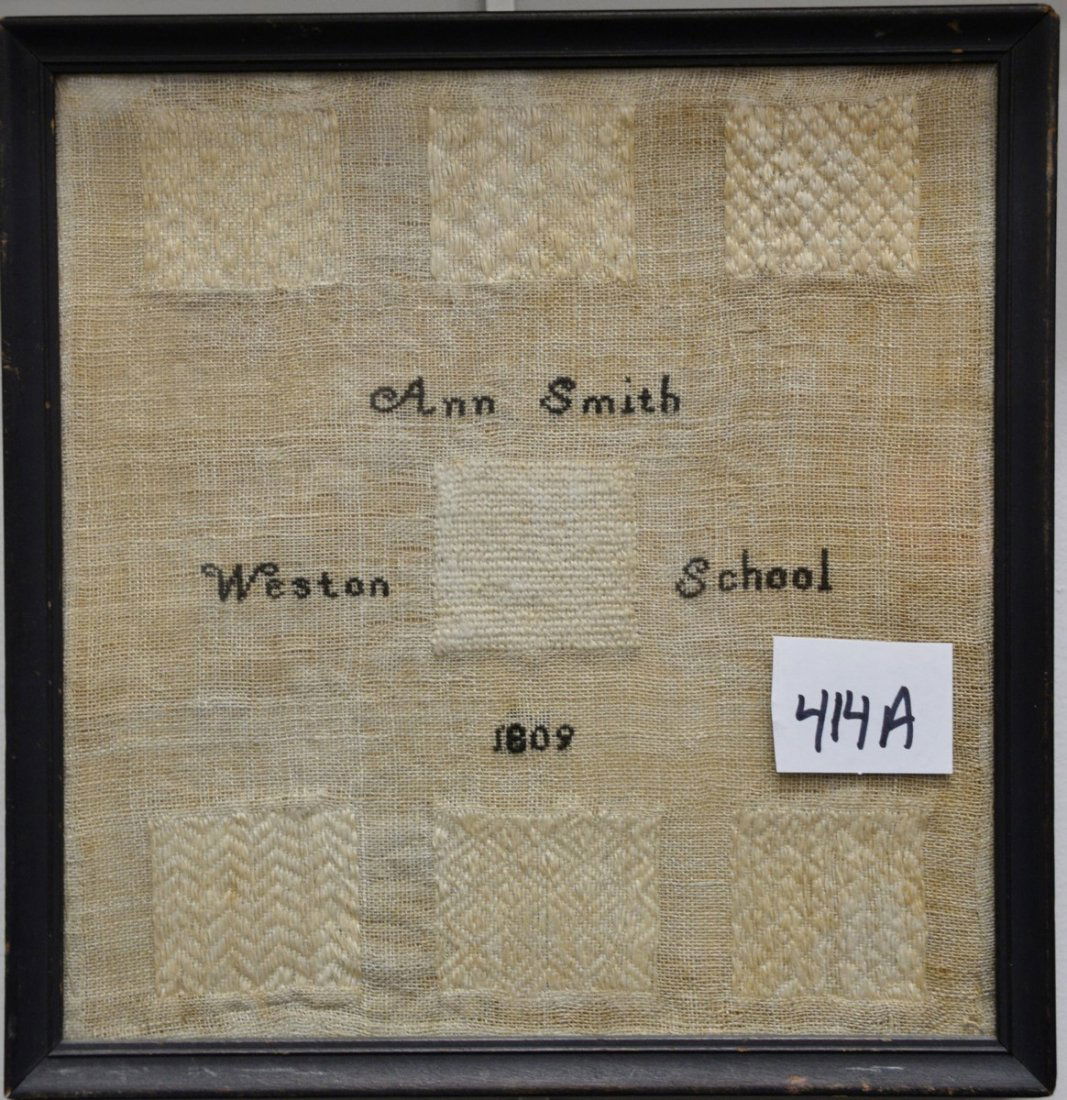 Ann Smith
Weston School
1809
414A